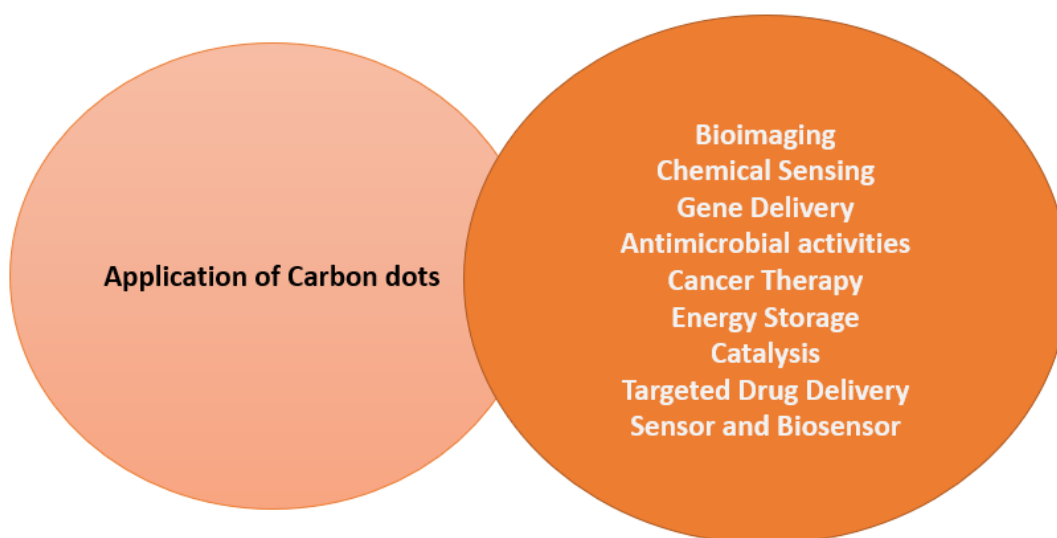 Application of Carbon dots
Bioimaging
Chemical Sensing
Gene Delivery
Antimicrobial activities
Cancer Therapy
Energy Storage
Catalysis
Targeted Drug Delivery
Sensor and Biosensor